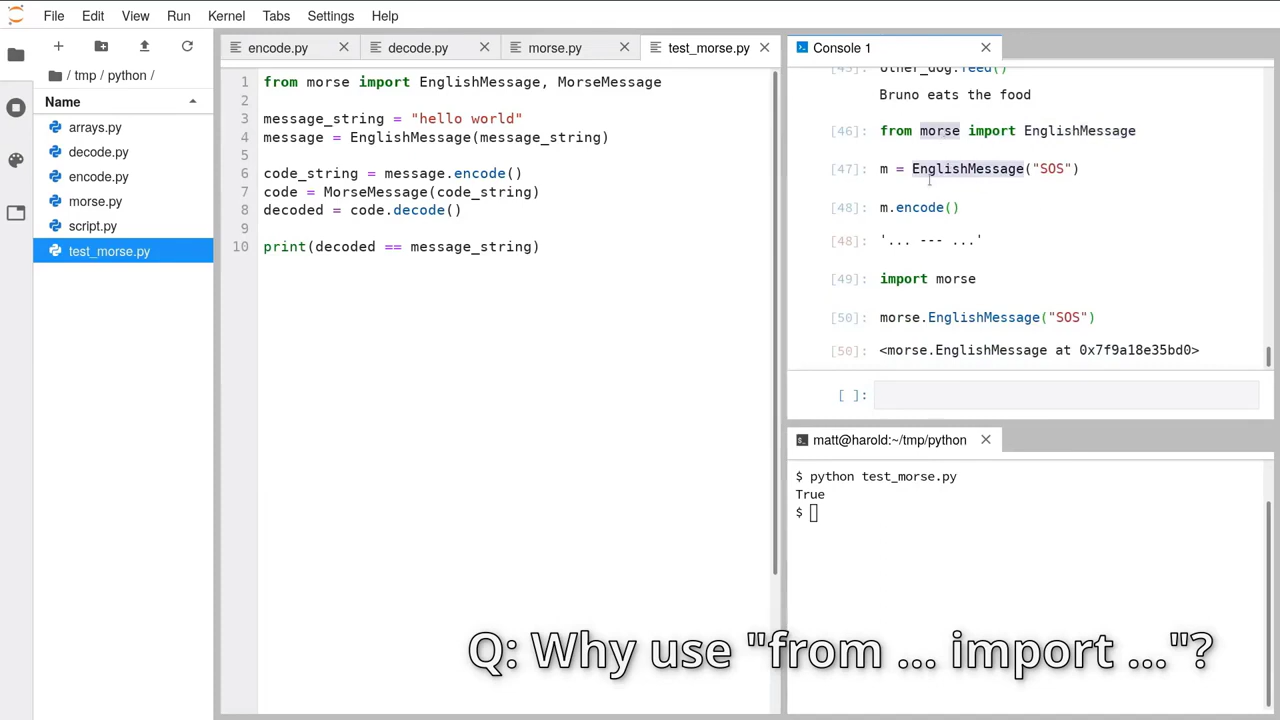 File Edit View Run Kernel Tabs Settings Help
encode.py decode.py morse.py test_morse.py Console 1
/ tmp / python /
Name
arrays.py
decode.py
encode.py
morse.py
script.py
test_morse.py
1 from morse import EnglishMessage, MorseMessage
2
3 message_string = "hello world"
4 message = EnglishMessage(message_string)
5
6 code_string = message.encode()
7 code = MorseMessage(code_string)
8 decoded = code.decode()
9
10 print(decoded == message_string)
[45]: other_dog.feed()
Bruno eats the food
[46]: from morse import EnglishMessage
[47]: m = EnglishMessage("SOS")
[48]: m.encode()
[48]: '... --- ...'
[49]: import morse
[50]: morse.EnglishMessage("SOS")
[50]: <morse.EnglishMessage at 0x7f9a18e35bd0>
[ ]:
matt@harold:~/tmp/python
$ python test_morse.py
True
$
Q: Why use "from ... import ..."?